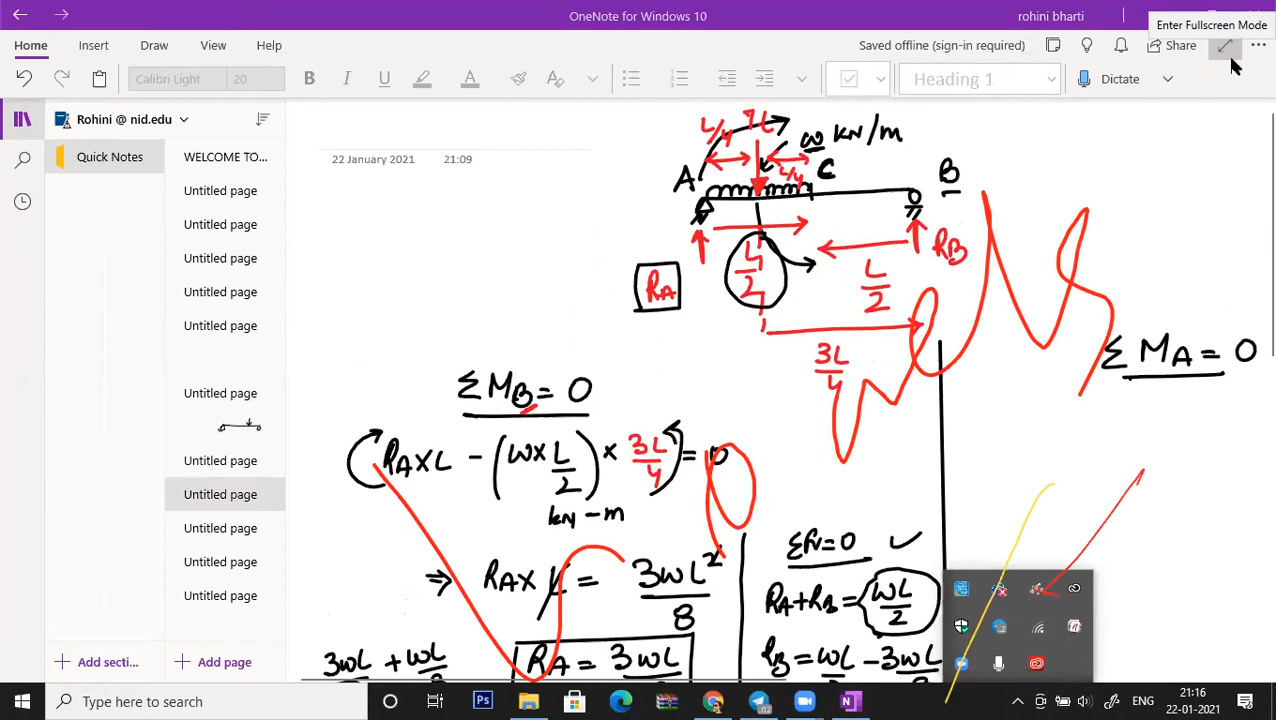 OneNote for Windows 10
rohini bharti
Enter Fullscreen Mode
Home Insert Draw View Help
Saved offline (sign-in required)
Share
Calibri Light 20
B I U
Heading 1
Dictate
Rohini @ nid.edu
Quick Notes
WELCOME TO...
Untitled page
Untitled page
Untitled page
Untitled page
Untitled page
Untitled page
Untitled page
Untitled page
Untitled page
Untitled page
Untitled page
Add secti...
Add page
22 January 2021 21:09
L/4
w kN/m
L/4
A C B
RA
L/2
L/2
RB
3L/4
ΣMB = 0
ΣMA = 0
RA×L - (w×L/2) × 3L/4 = 0
kN-m
⇒ RA× L = 3wL²/8
RA = 3wL
3wL + wL
Σfv=0 ✓
RA+RB = wL/2
RB = wL - 3wL
Type here to search
ENG
21:16
22-01-2021